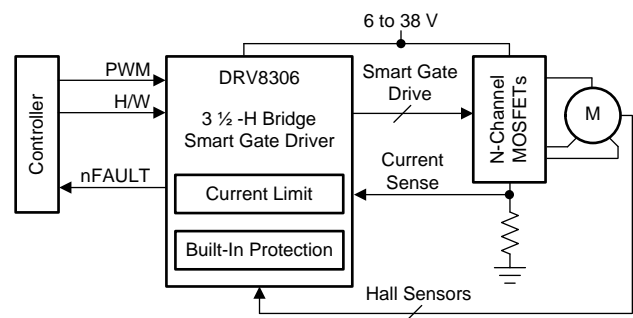 6 to 38 V
Controller
PWM
H/W
nFAULT
DRV8306
3 ½ -H Bridge
Smart Gate Driver
Current Limit
Built-In Protection
Smart Gate
Drive
Current
Sense
N-Channel
MOSFETs
M
Hall Sensors